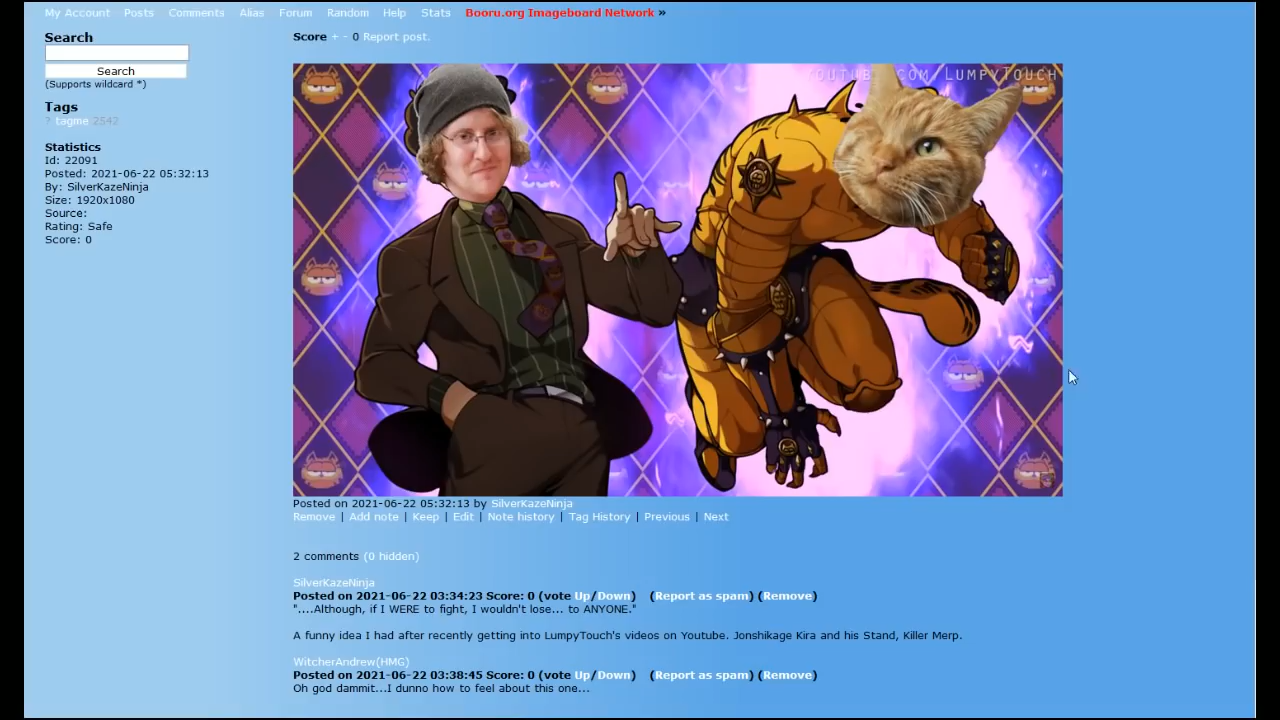 My Account Posts Comments Alias Forum Random Help Stats Booru.org Imageboard Network »
Search
Search
(Supports wildcard *)
Tags
? tagme 2542
Statistics
Id: 22091
Posted: 2021-06-22 05:32:13
By: SilverKazeNinja
Size: 1920x1080
Source:
Rating: Safe
Score: 0
Score + - 0 Report post.
YOUTUBE.COM/LUMPYTOUCH
Posted on 2021-06-22 05:32:13 by SilverKazeNinja
Remove | Add note | Keep | Edit | Note history | Tag History | Previous | Next
2 comments (0 hidden)
SilverKazeNinja
Posted on 2021-06-22 03:34:23 Score: 0 (vote Up/Down) (Report as spam) (Remove)
"....Although, if I WERE to fight, I wouldn't lose... to ANYONE."
A funny idea I had after recently getting into LumpyTouch's videos on Youtube. Jonshikage Kira and his Stand, Killer Merp.
WitcherAndrew(HMG)
Posted on 2021-06-22 03:38:45 Score: 0 (vote Up/Down) (Report as spam) (Remove)
Oh god dammit...I dunno how to feel about this one...